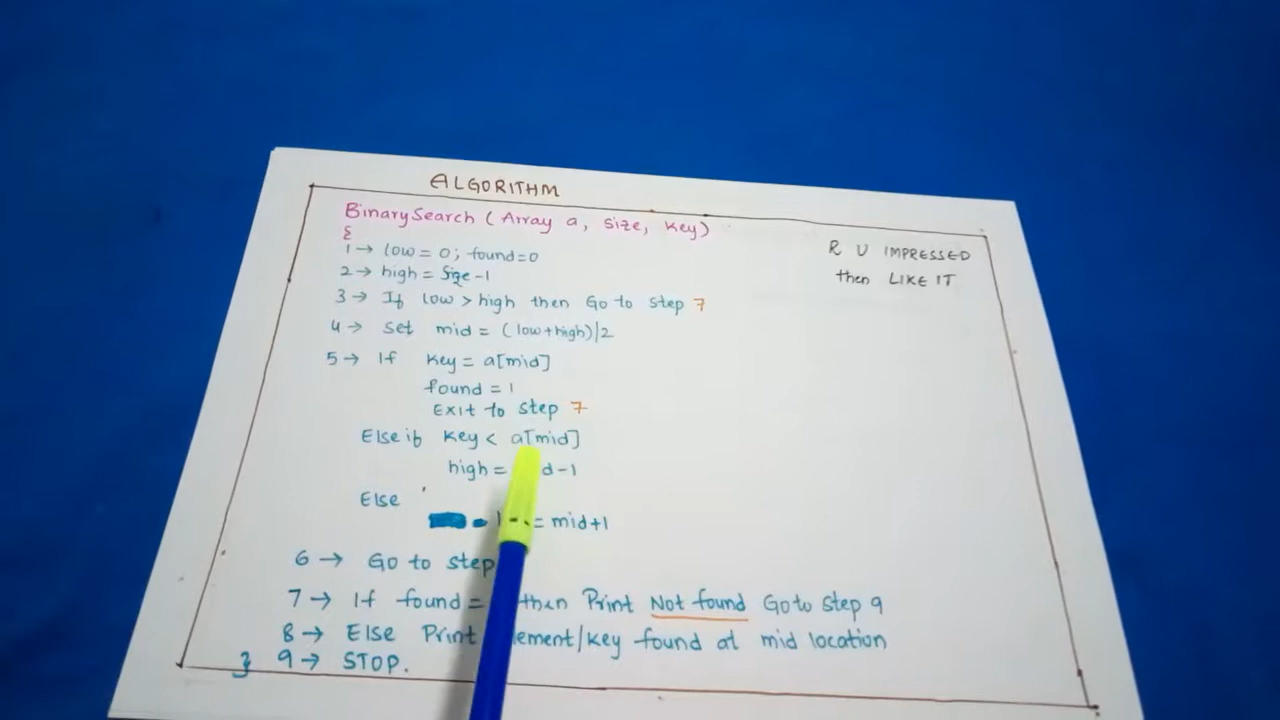 ALGORITHM
BinarySearch (Array a, Size, Key)
{
1→ low = 0; found=0
2→ high = Size -1
3→ If low > high then Go to step 7
4→ Set mid = (low+high)/2
5→ If key = a[mid]
found = 1
Exit to step 7
Else if key < a[mid]
high = d-1
Else
= mid+1
6→ Go to step
7→ If found = then Print Not found Go to step 9
8→ Else Print lement/key found at mid location
} 9→ STOP.
R U IMPRESSED
then LIKE IT